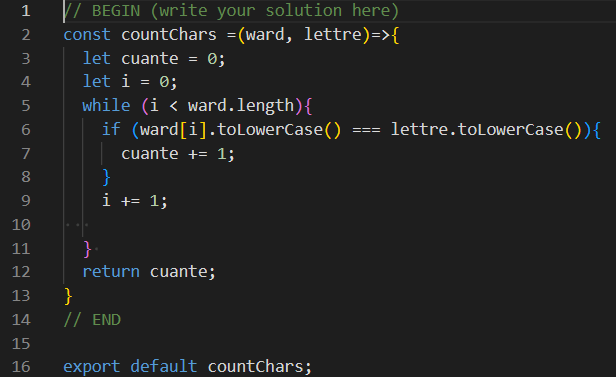 1 // BEGIN (write your solution here)
2 const countChars =(ward, lettre)=>{
3   let cuante = 0;
4   let i = 0;
5   while (i < ward.length){
6     if (ward[i].toLowerCase() === lettre.toLowerCase()){
7       cuante += 1;
8     }
9     i += 1;
10 ···
11   }·
12   return cuante;
13 }
14 // END
15
16 export default countChars;